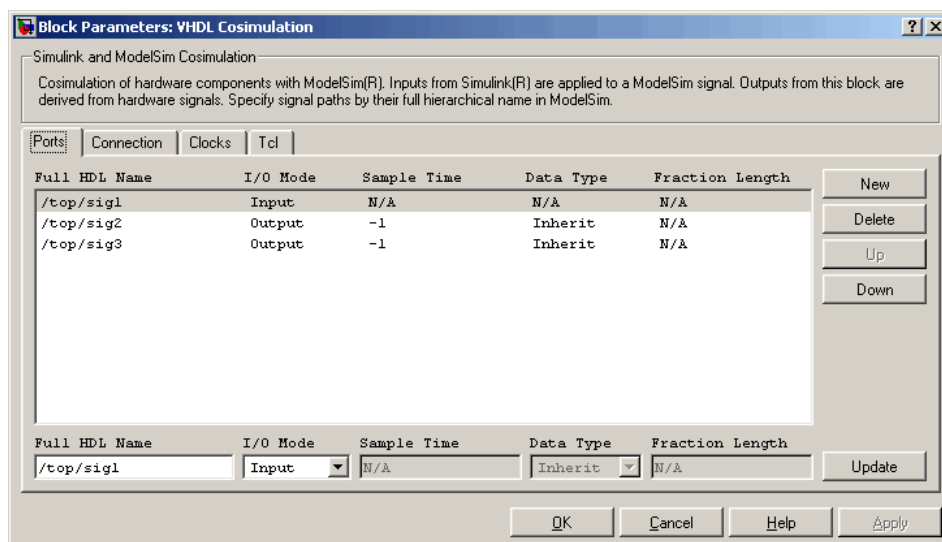 Block Parameters: VHDL Cosimulation
Simulink and ModelSim Cosimulation
Cosimulation of hardware components with ModelSim(R). Inputs from Simulink(R) are applied to a ModelSim signal. Outputs from this block are
derived from hardware signals. Specify signal paths by their full hierarchical name in ModelSim.
Ports Connection Clocks Tcl
Full HDL Name I/O Mode Sample Time Data Type Fraction Length
/top/sig1 Input N/A N/A N/A
/top/sig2 Output -1 Inherit N/A
/top/sig3 Output -1 Inherit N/A
New
Delete
Up
Down
Full HDL Name I/O Mode Sample Time Data Type Fraction Length
/top/sig1 Input N/A Inherit N/A Update
OK Cancel Help Apply